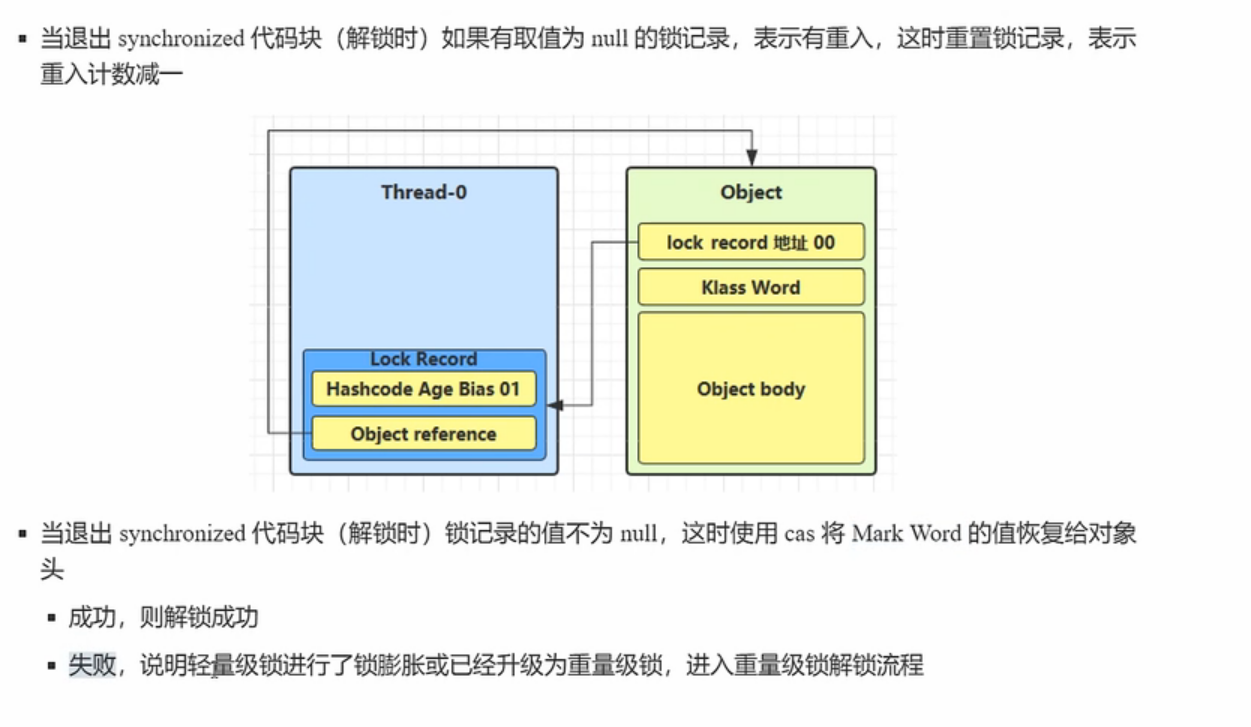 当退出 synchronized 代码块（解锁时）如果有取值为 null 的锁记录，表示有重入，这时重置锁记录，表示
重入计数减一
Thread-0
Object
lock record 地址 00
Klass Word
Object body
Lock Record
Hashcode Age Bias 01
Object reference
当退出 synchronized 代码块（解锁时）锁记录的值不为 null，这时使用 cas 将 Mark Word 的值恢复给对象
头
成功，则解锁成功
失败，说明轻量级锁进行了锁膨胀或已经升级为重量级锁，进入重量级锁解锁流程